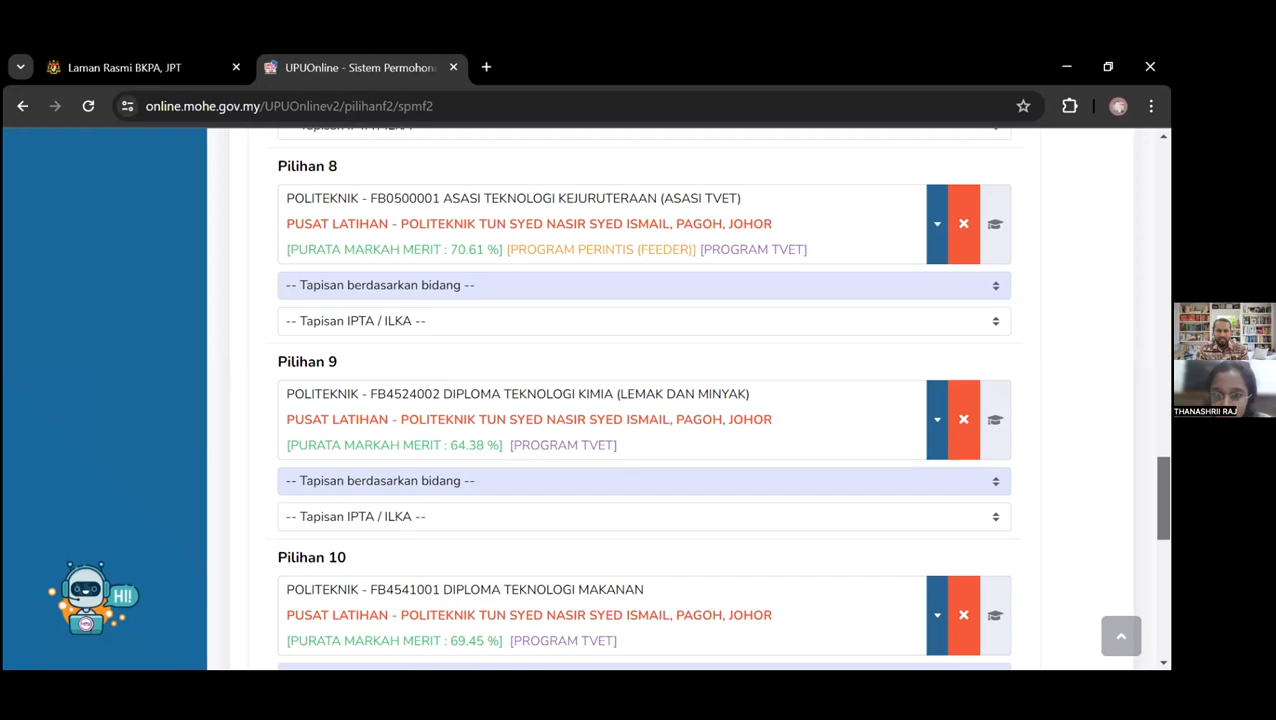 Laman Rasmi BKPA, JPT
UPUOnline - Sistem Permohona
online.mohe.gov.my/UPUOnlinev2/pilihanf2/spmf2
-- Tapisan IPTA / ILKA --
Pilihan 8
POLITEKNIK - FB0500001 ASASI TEKNOLOGI KEJURUTERAAN (ASASI TVET)
PUSAT LATIHAN - POLITEKNIK TUN SYED NASIR SYED ISMAIL, PAGOH, JOHOR
[PURATA MARKAH MERIT : 70.61 %] [PROGRAM PERINTIS (FEEDER)] [PROGRAM TVET]
-- Tapisan berdasarkan bidang --
-- Tapisan IPTA / ILKA --
Pilihan 9
POLITEKNIK - FB4524002 DIPLOMA TEKNOLOGI KIMIA (LEMAK DAN MINYAK)
PUSAT LATIHAN - POLITEKNIK TUN SYED NASIR SYED ISMAIL, PAGOH, JOHOR
[PURATA MARKAH MERIT : 64.38 %] [PROGRAM TVET]
-- Tapisan berdasarkan bidang --
-- Tapisan IPTA / ILKA --
Pilihan 10
POLITEKNIK - FB4541001 DIPLOMA TEKNOLOGI MAKANAN
PUSAT LATIHAN - POLITEKNIK TUN SYED NASIR SYED ISMAIL, PAGOH, JOHOR
[PURATA MARKAH MERIT : 69.45 %] [PROGRAM TVET]
HI!
THANASHRII RAJ